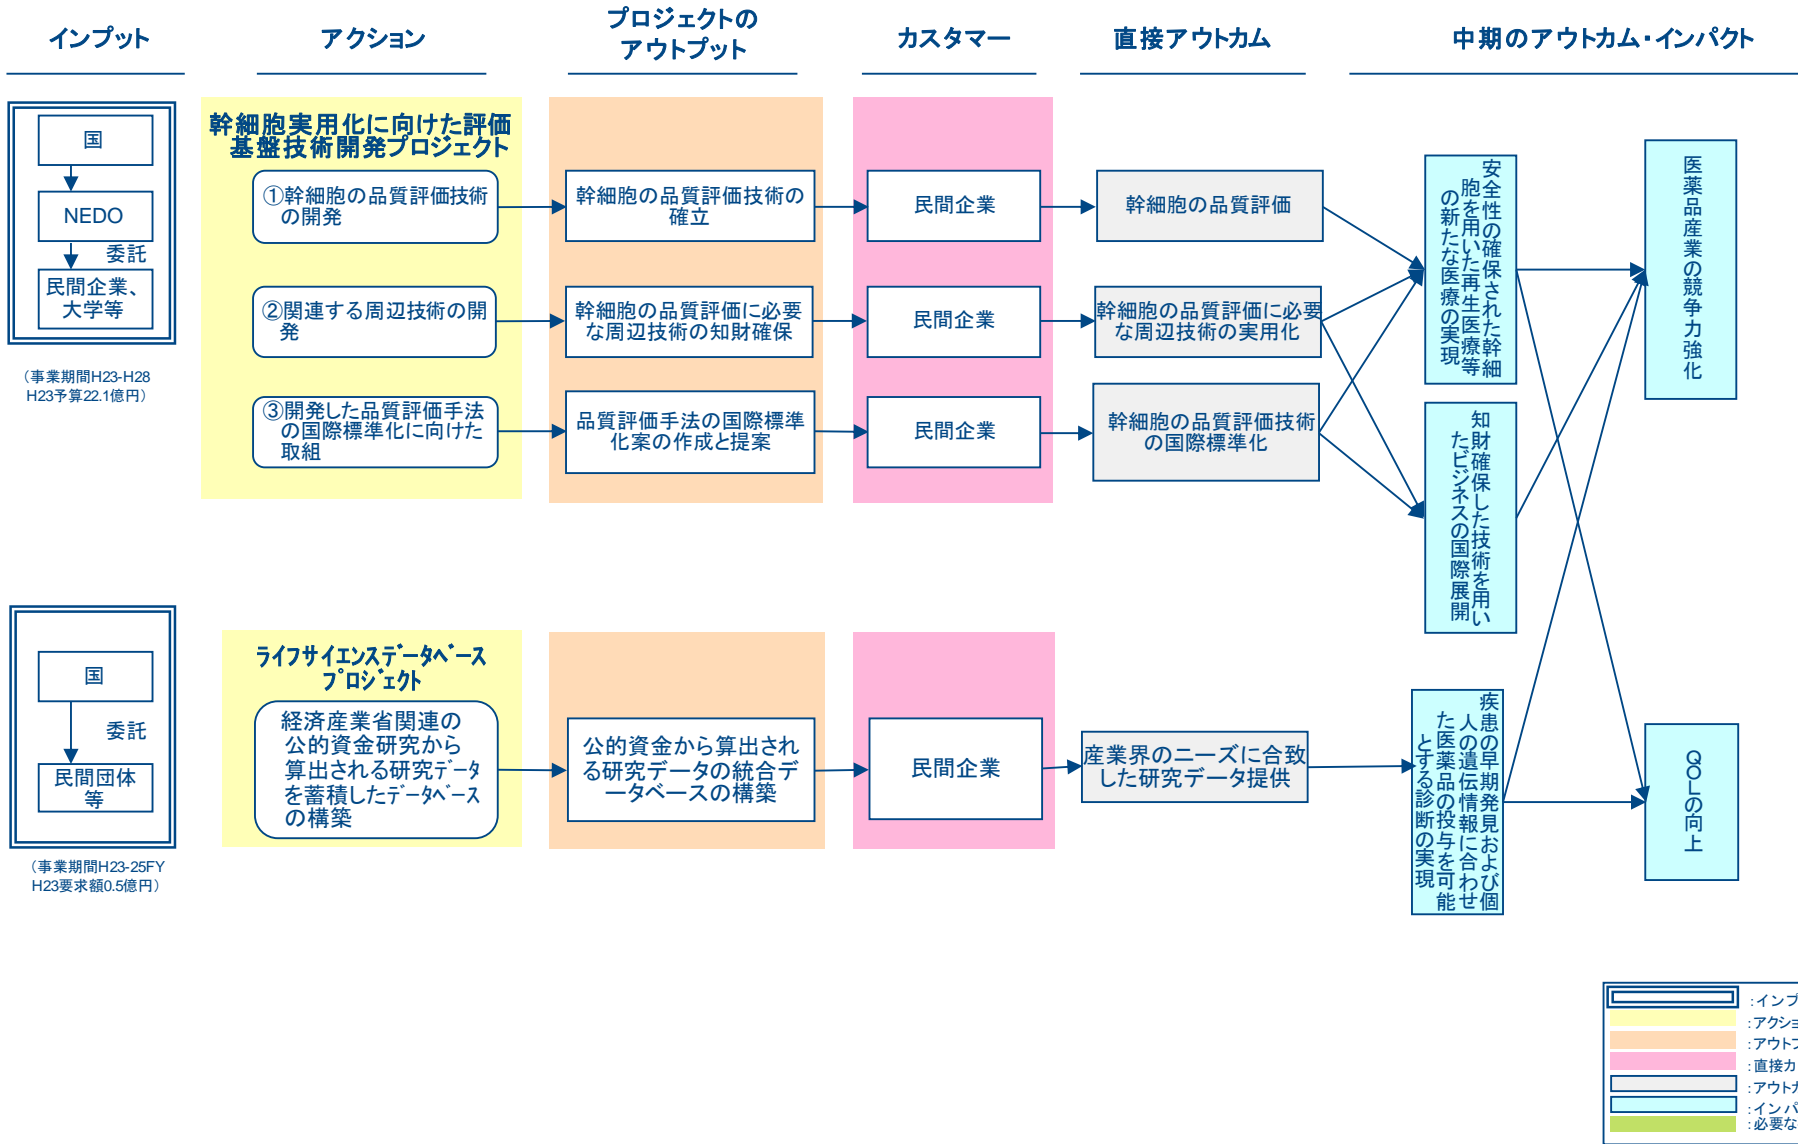 インプット
アクション
プロジェクトの
アウトプット
カスタマー
直接アウトカム
中期のアウトカム・インパクト
国
NEDO
委託
民間企業、
大学等
（事業期間H23-H28
H23予算22.1億円）
幹細胞実用化に向けた評価
基盤技術開発プロジェクト
①幹細胞の品質評価技術
の開発
②関連する周辺技術の開
発
③開発した品質評価手法
の国際標準化に向けた
取組
幹細胞の品質評価技術の
確立
幹細胞の品質評価に必要
な周辺技術の知財確保
品質評価手法の国際標準
化案の作成と提案
民間企業
民間企業
民間企業
幹細胞の品質評価
幹細胞の品質評価に必要
な周辺技術の実用化
幹細胞の品質評価技術
の国際標準化
安全性の確保された幹細
胞を用いた再生医療等
の新たな医療の実現
知財確保した技術を用い
たビジネスの国際展開
医薬品産業の競争力強化
国
委託
民間団体
等
（事業期間H23-25FY
H23要求額0.5億円）
ライフサイエンスﾃﾞｰﾀﾍﾞｰｽ
ﾌﾟﾛｼﾞｪｸﾄ
経済産業省関連の
公的資金研究から
算出される研究ﾃﾞｰﾀ
を蓄積したﾃﾞｰﾀﾍﾞｰｽ
の構築
公的資金から算出され
る研究データの統合デ
ータベースの構築
民間企業
産業界のニーズに合致
した研究データ提供
疾患の早期発見および個
人の遺伝情報に合わせ
た医薬品の投与を可能
とする診断の実現
QOLの向上
:インプ
:アクショ
:アウトプ
:直接カ
:アウトカ
:インパ
:必要な